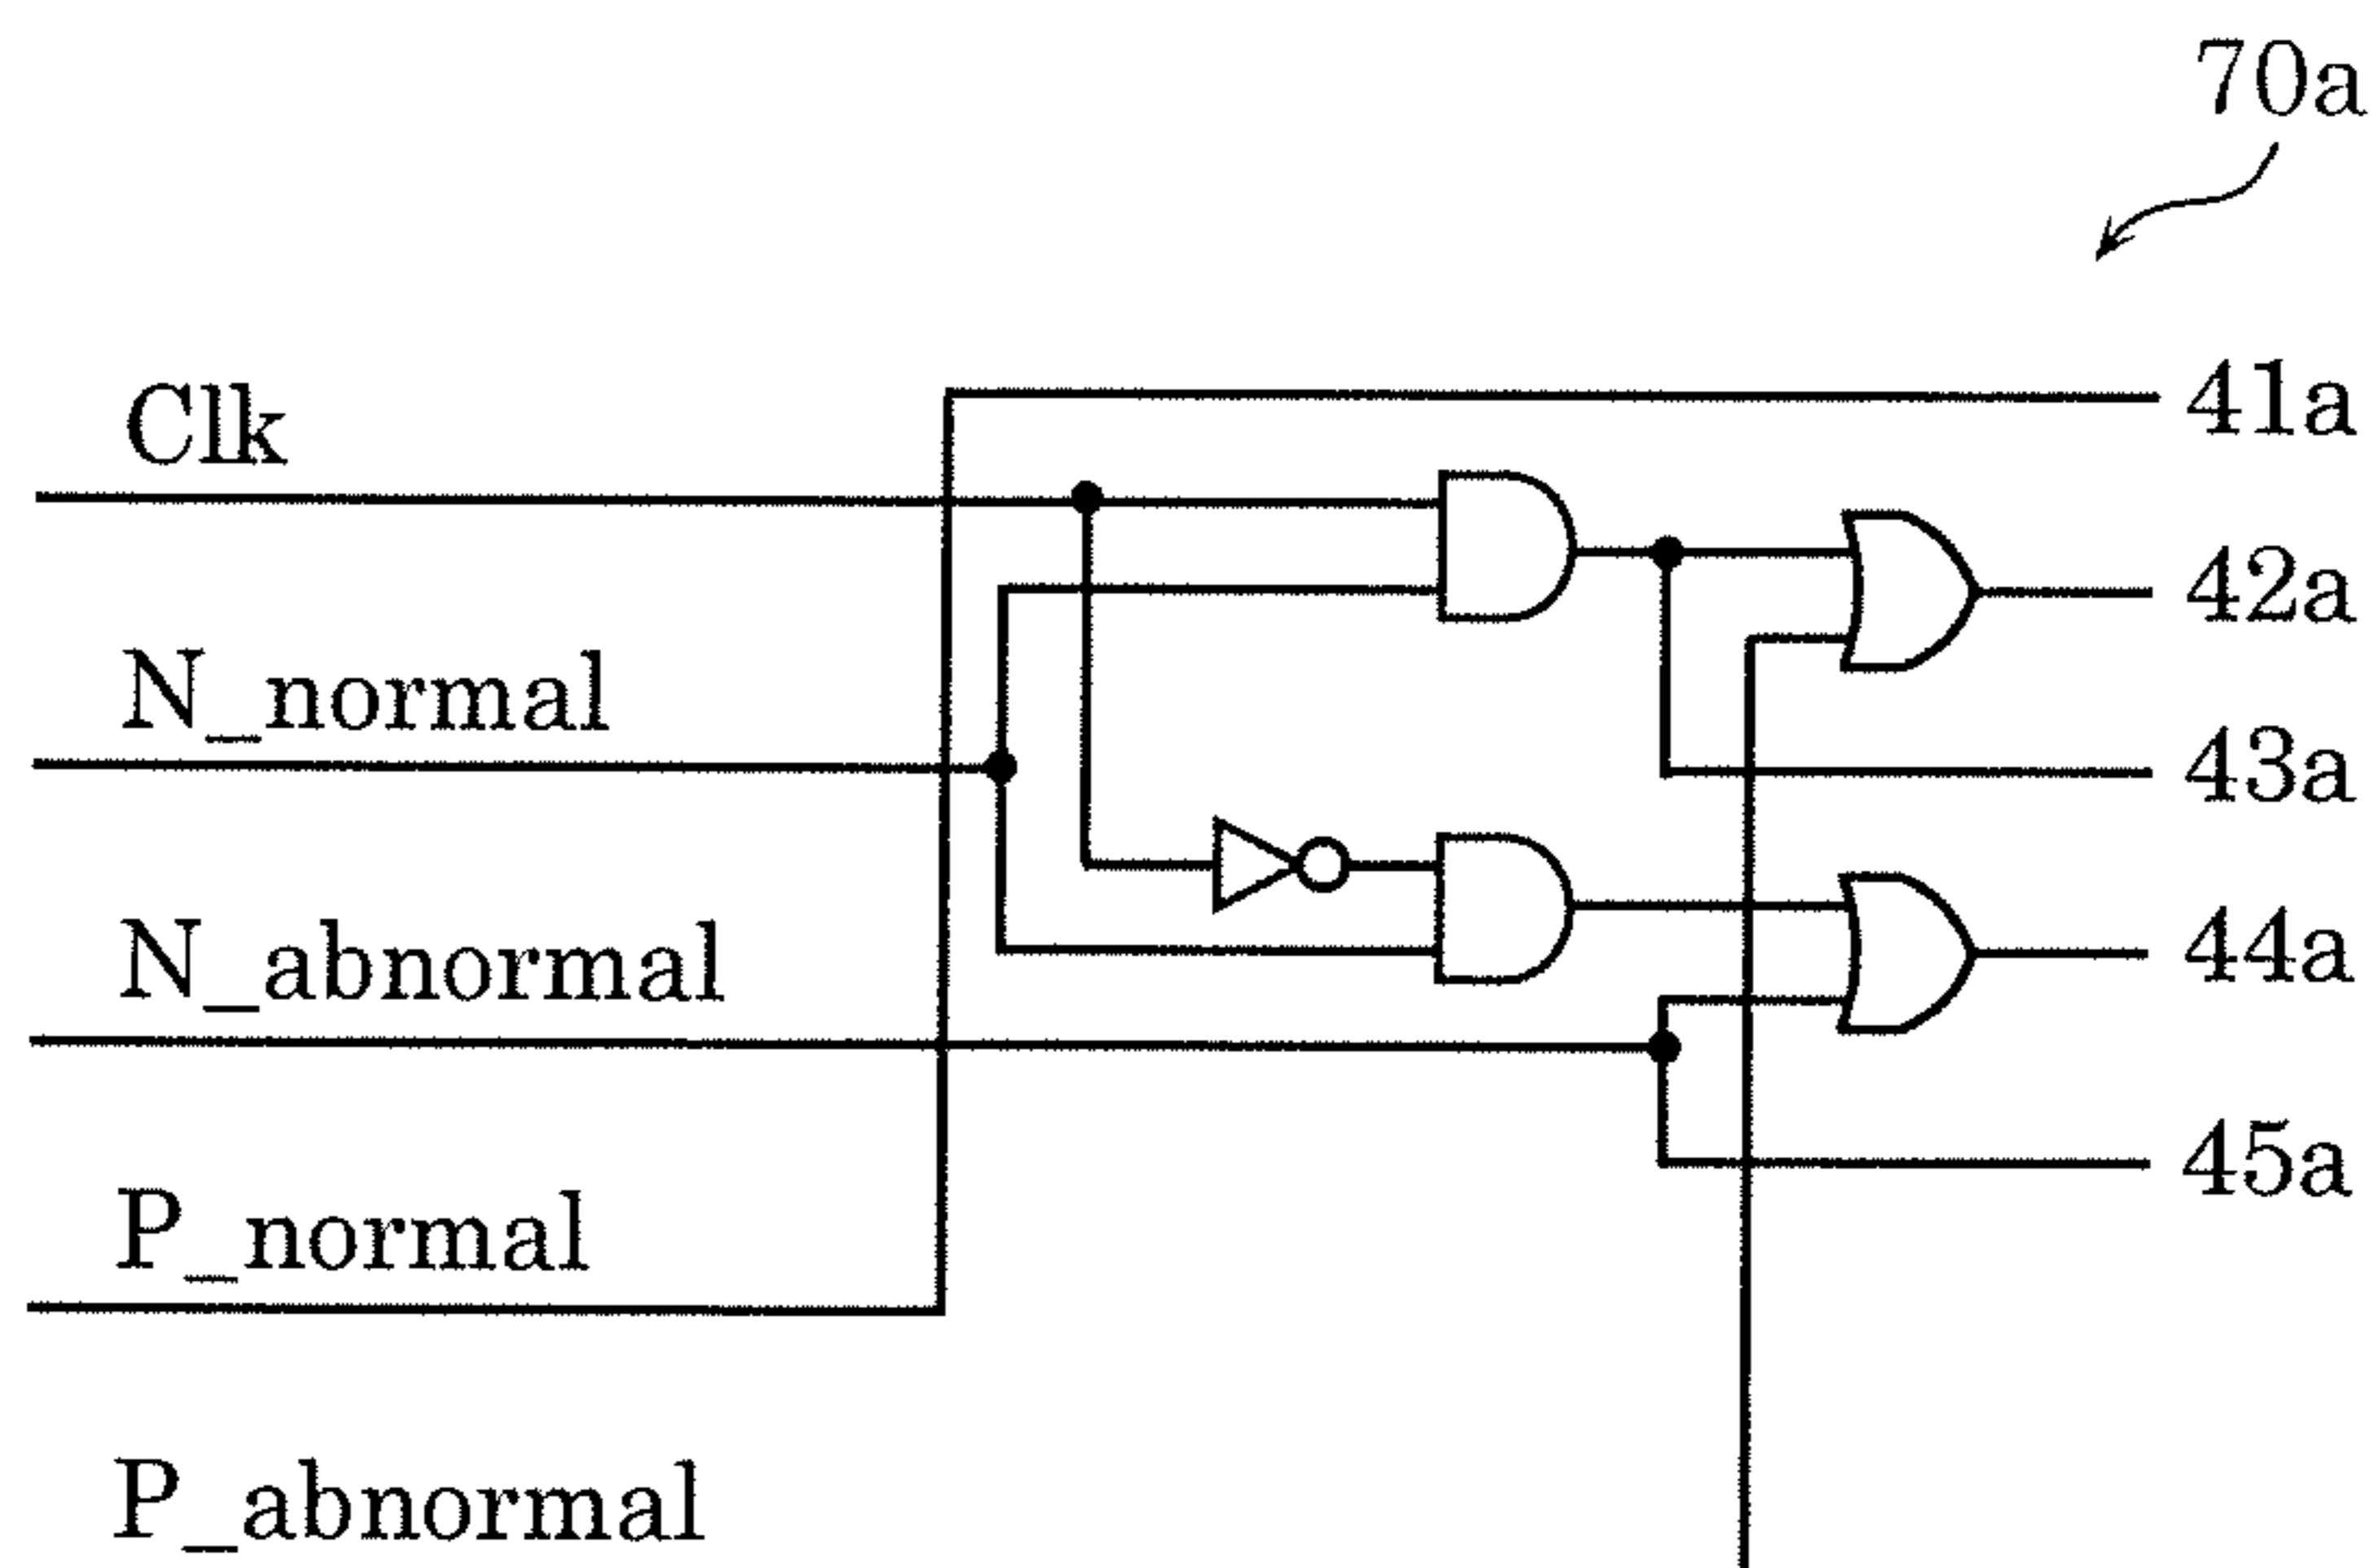 70a
41a
Clk
42a
N_normal
43a
N_abnormal
44a
45a
P_normal
P_abnormal